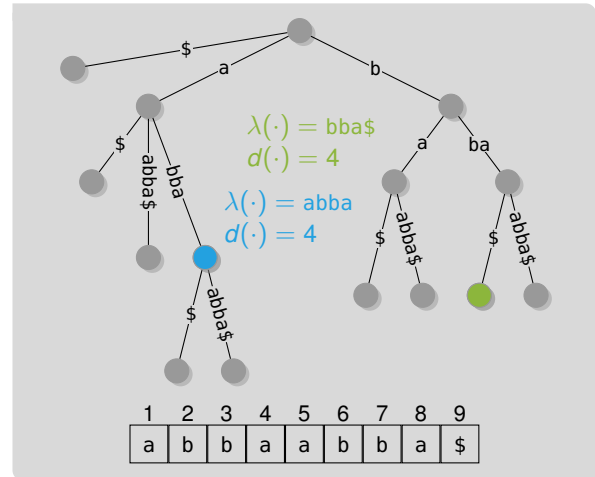 $
a
b
$
abba$
bba
a
ba
λ(·) = bba$
d(·) = 4
λ(·) = abba
d(·) = 4
$
abba$
$
abba$
$
abba$
1 2 3 4 5 6 7 8 9
a b b a a b b a $